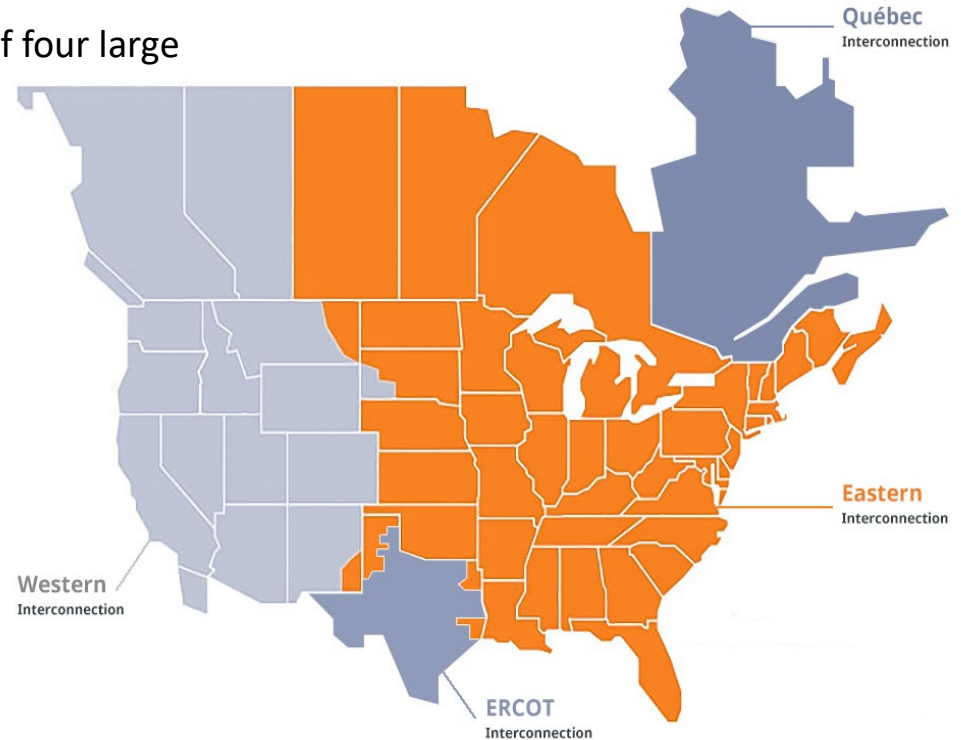 f four large
Québec
Interconnection
Eastern
Interconnection
Western
Interconnection
ERCOT
Interconnection